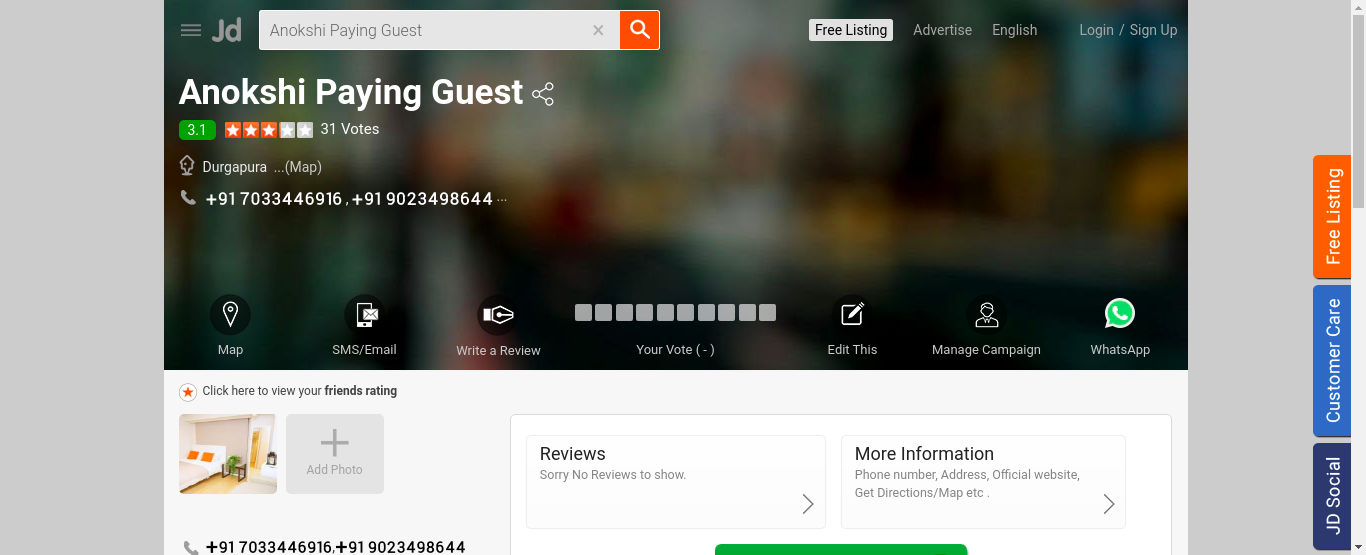 Jd Anokshi Paying Guest × Free Listing Advertise English Login / Sign Up
Anokshi Paying Guest
3.1 31 Votes
Durgapura ...(Map)
+91 7033446916 , +91 9023498644 ...
Map SMS/Email Write a Review Your Vote ( - ) Edit This Manage Campaign WhatsApp
Click here to view your friends rating
Add Photo
Reviews
Sorry No Reviews to show.
More Information
Phone number, Address, Official website,
Get Directions/Map etc .
+91 7033446916,+91 9023498644
Free Listing
Customer Care
JD Social